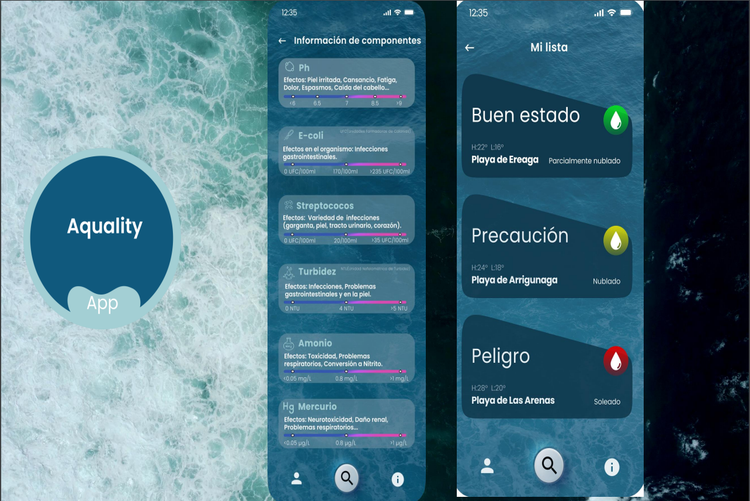 Aquality
App
12:35
Información de componentes
Ph
Efectos: Piel irritada, Cansancio, Fatiga,
Dolor, Espasmos, Caida del cabello...
6.5 7 8.5
E-coli
Efectos en el organismo: infecciones
gastrointestinales.
0 UFC/100ml 170/100ml >235 UFC/100ml
Streptococos
Efectos: Variedad de infecciones
(garganta, piel, tracto urinario, corazón).
0 UFC/100ml 20/100ml >35 UFC/100ml
Turbidez
Efectos: Infecciones, Problemas
gastrointestinales y en la piel.
0 NTU 4 NTU >5 NTU
Amonio
Efectos: Toxicidad, Problemas
respiratorios, Conversión a Nitrito.
<0.05 mg/L 0.8 mg/L >1 mg/L
Hg Mercurio
Efectos: Neurotoxicidad, Daño renal,
Problemas respiratorios...
<0.05 µg/L 0.8 µg/L >1 µg/L
12:35
Mi lista
Buen estado
H:22° L:16°
Playa de Ereaga Parcialmente nublado
Precaución
H:24° L:18°
Playa de Arrigunaga Nublado
Peligro
H:28° L:20°
Playa de Las Arenas Soleado